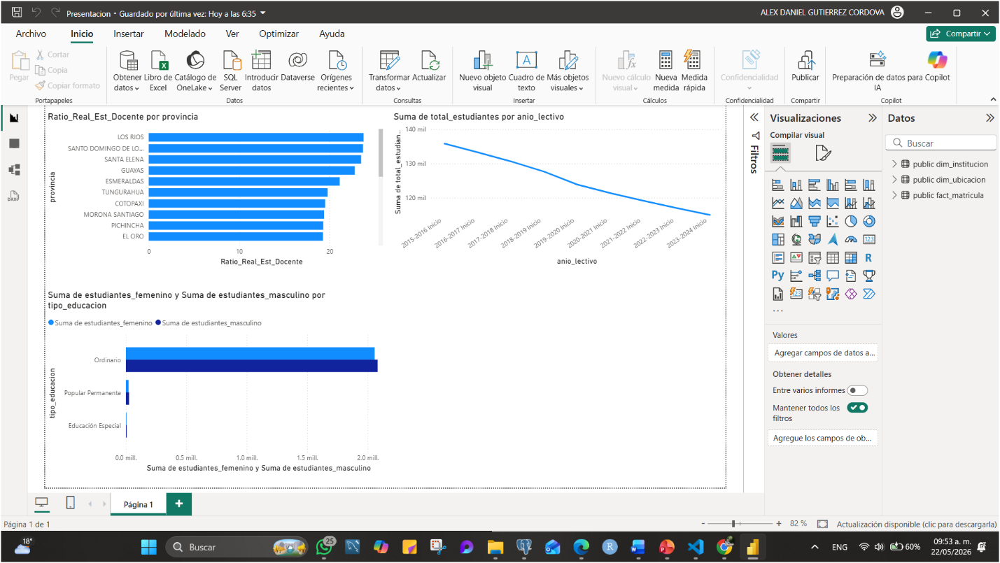 Presentacion • Guardado por última vez: Hoy a las 6:35
ALEX DANIEL GUTIERREZ CORDOVA
Archivo
Inicio
Insertar
Modelado
Ver
Optimizar
Ayuda
Compartir
Pegar
Cortar
Copia
Copiar formato
Portapapeles
Obtener datos
Libro de Excel
Catálogo de OneLake
SQL Server
Introducir datos
Dataverse
Orígenes recientes
Datos
Transformar datos
Actualizar
Consultas
Nuevo objeto visual
Cuadro de texto
Más objetos visuales
Insertar
Nuevo cálculo visual
Nueva medida
Medida rápida
Cálculos
Confidencialidad
Confidencialidad
Publicar
Compartir
Preparación de datos para IA
Copilot
Copilot
DAX
Ratio_Real_Est_Docente por provincia
provincia
LOS RIOS
SANTO DOMINGO DE LO...
SANTA ELENA
GUAYAS
ESMERALDAS
TUNGURAHUA
COTOPAXI
MORONA SANTIAGO
PICHINCHA
EL ORO
0 10 20
Ratio_Real_Est_Docente
Suma de total_estudiantes por anio_lectivo
Suma de total_estudian...
140 mil
130 mil
120 mil
2015-2016 Inicio
2016-2017 Inicio
2017-2018 Inicio
2018-2019 Inicio
2019-2020 Inicio
2020-2021 Inicio
2021-2022 Inicio
2022-2023 Inicio
2023-2024 Inicio
anio_lectivo
Suma de estudiantes_femenino y Suma de estudiantes_masculino por
tipo_educacion
Suma de estudiantes_femenino Suma de estudiantes_masculino
tipo_educacion
Ordinario
Popular Permanente
Educación Especial
0.0 mill. 0.5 mill. 1.0 mill. 1.5 mill. 2.0 mill.
Suma de estudiantes_femenino y Suma de estudiantes_masculino
Filtros
Visualizaciones
Compilar visual
123
R
Py
123
...
Valores
Agregar campos de datos a...
Obtener detalles
Entre varios informes
Mantener todos los
filtros
Agregue los campos de ob...
Datos
Buscar
public dim_institucion
public dim_ubicacion
public fact_matricula
Página 1
+
Página 1 de 1
- + 82 %
Actualización disponible (clic para descargarla)
18°
Buscar
25
R
W
P
ENG
60%
09:53 a. m.
22/05/2026